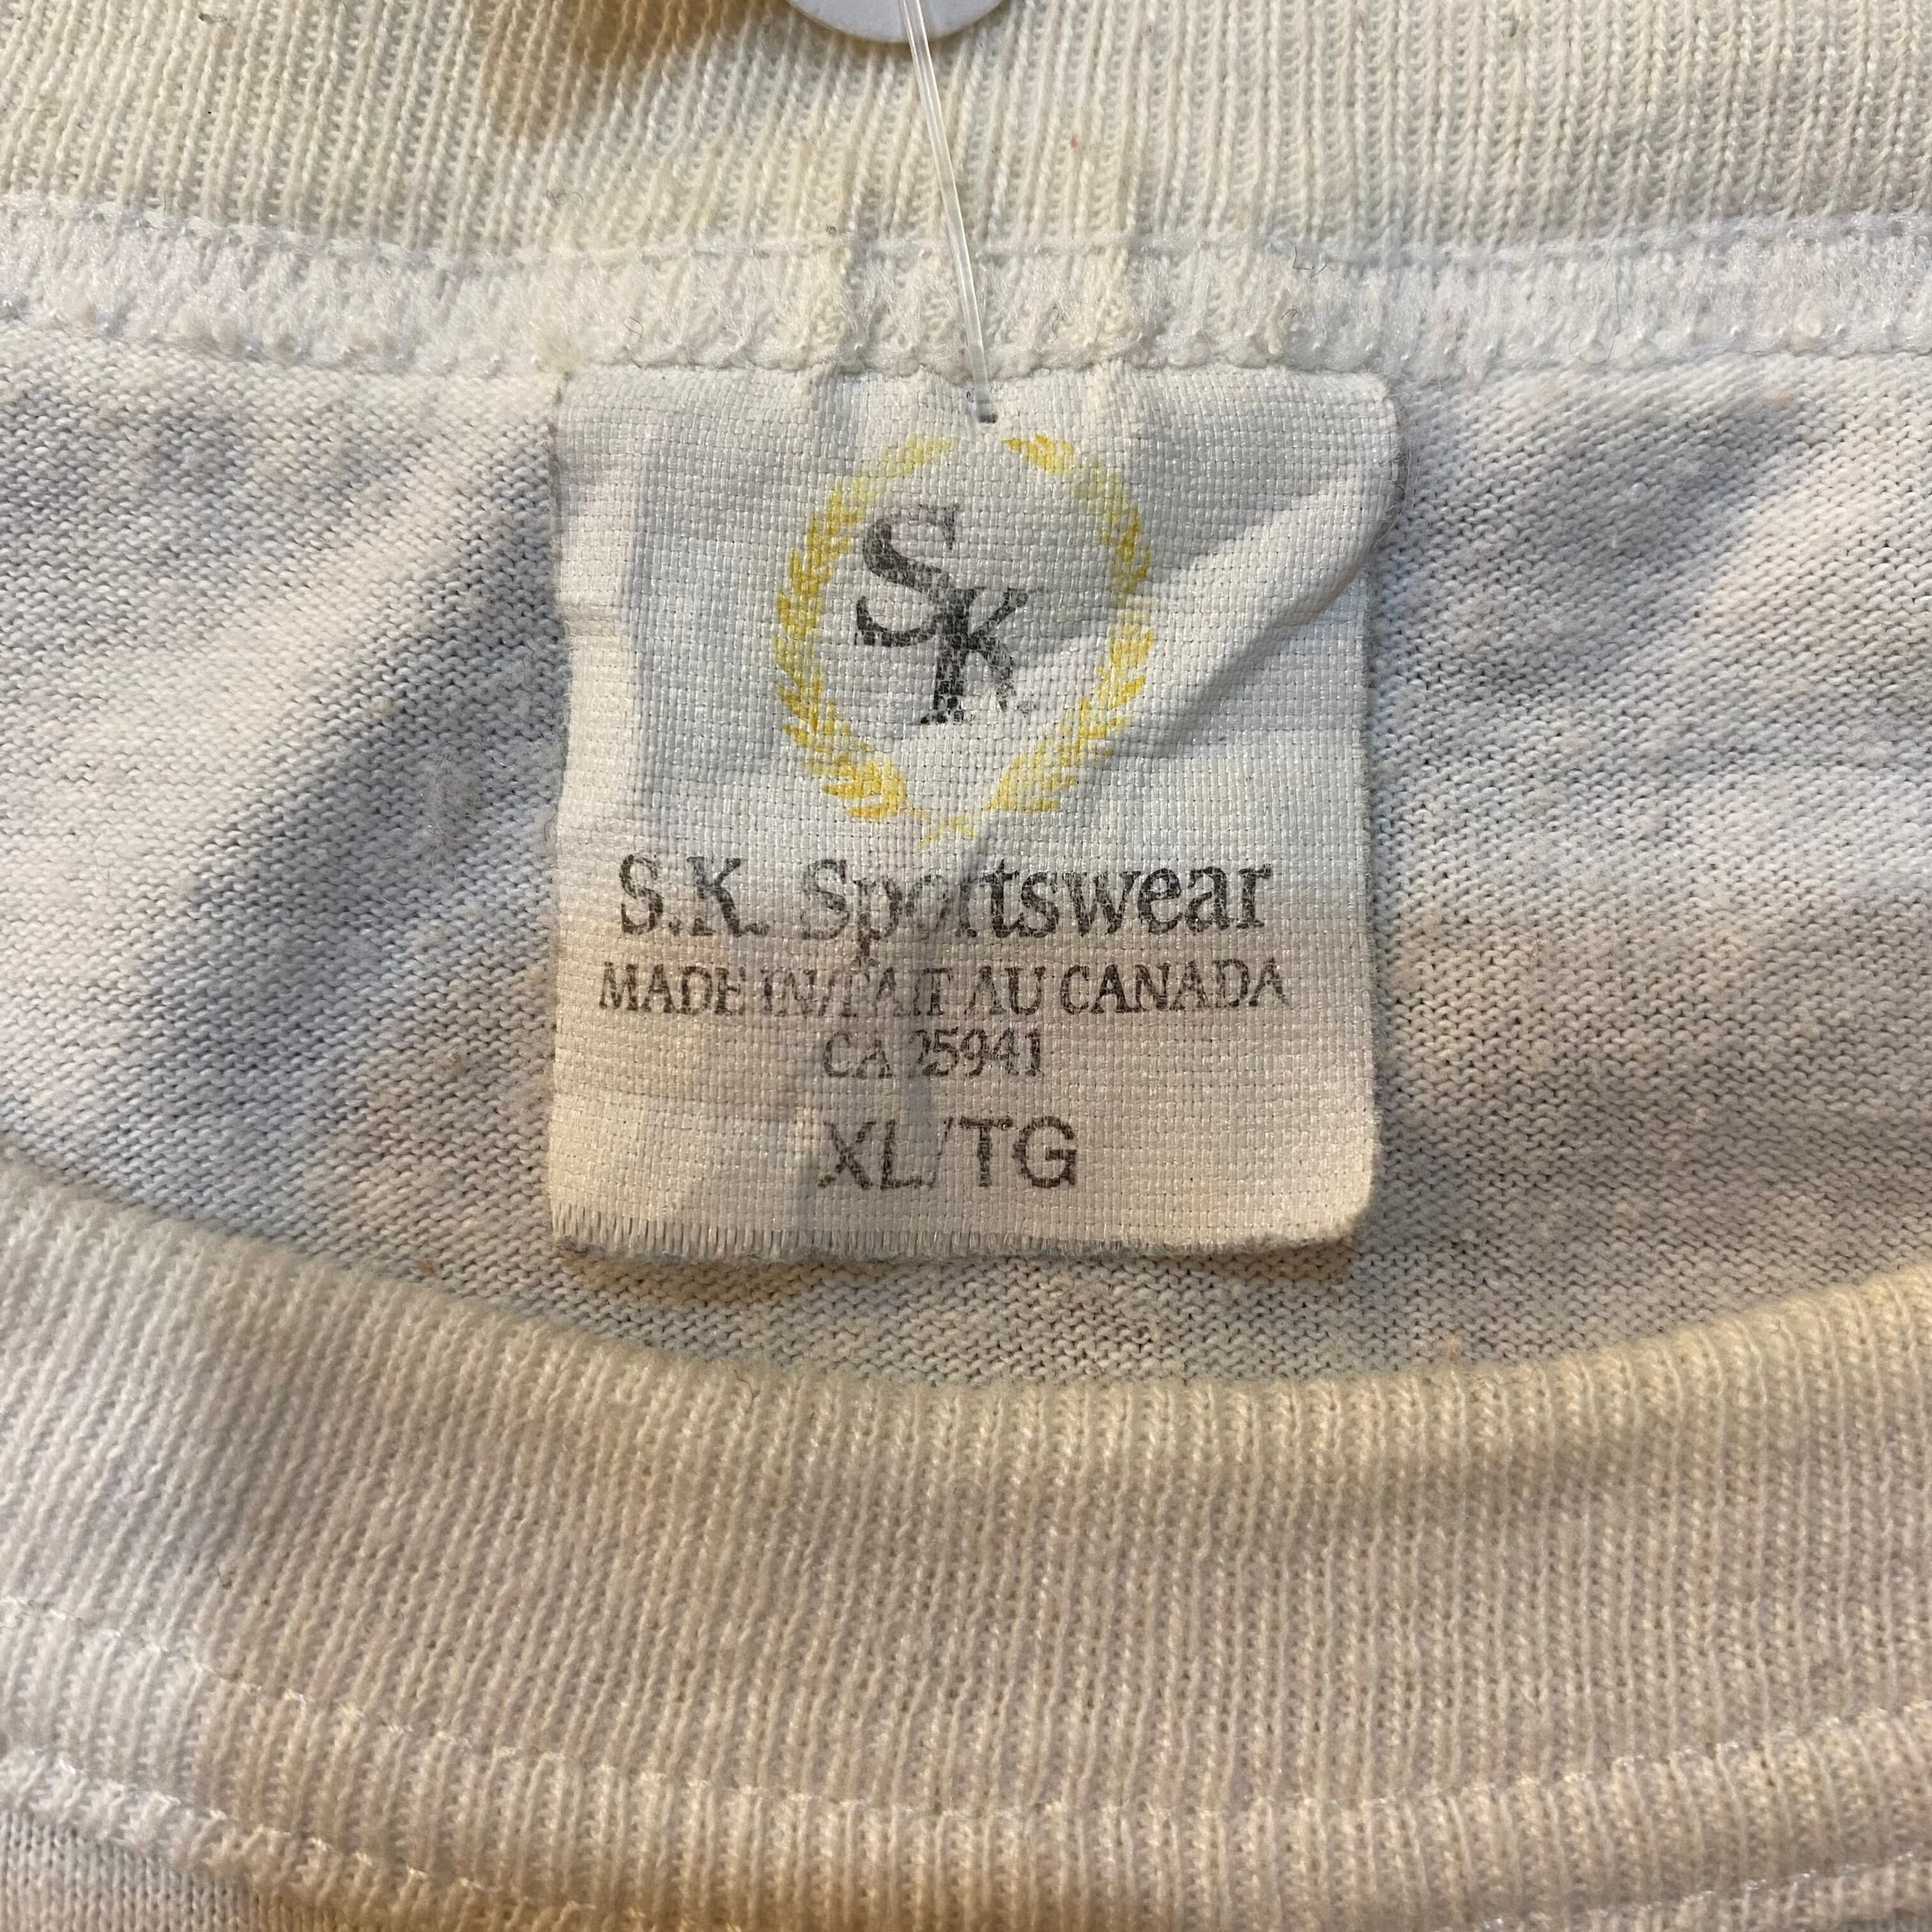 SK
S.K. Sportswear
MADE IN/FAIT AU CANADA
CA 25941
XL/TG